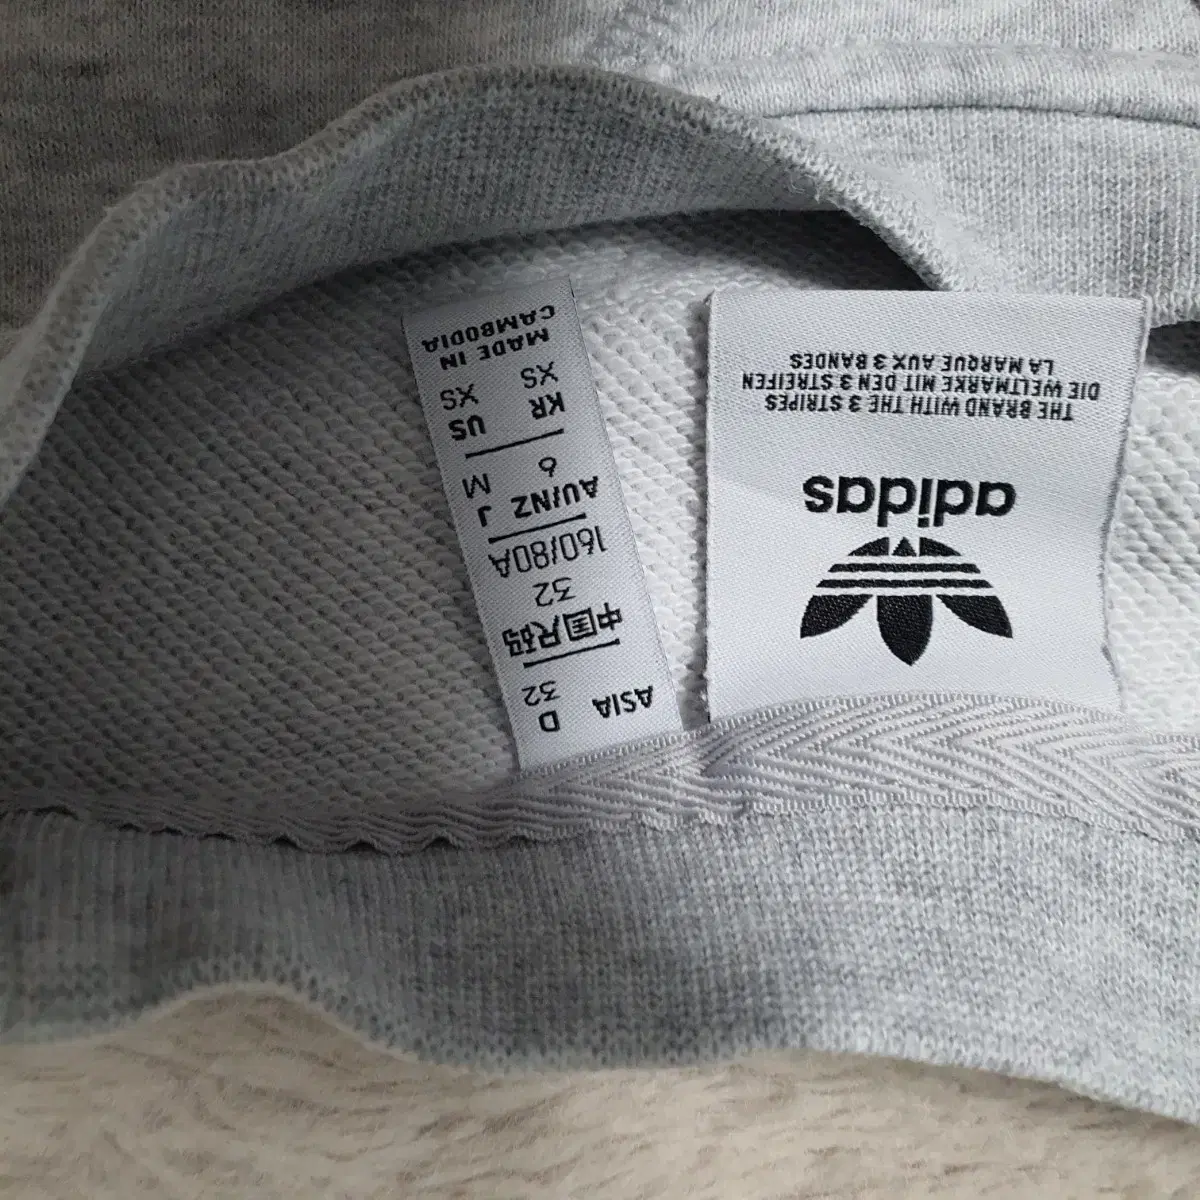 adidas
THE BRAND WITH THE 3 STRIPES
DIE WELTMARKE MIT DEN 3 STREIFEN
LA MARQUE AUX 3 BANDES
ASIA D
32
中国尺码
32
160/80A
AU/NZ J
6 M
KR US
XS XS
MADE IN
CAMBODIA